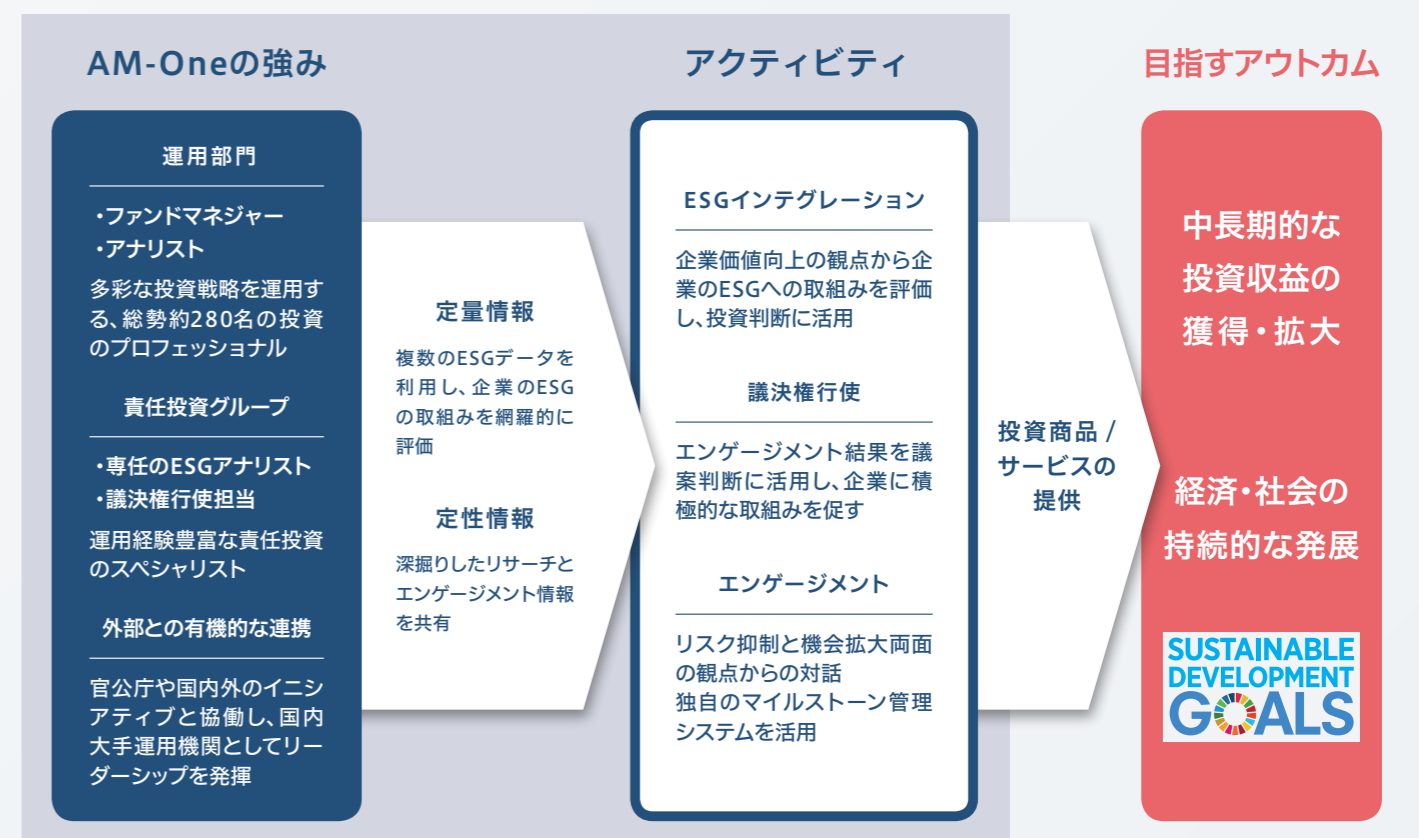 AM-Oneの強み
運用部門
・ファンドマネジャー
・アナリスト
多彩な投資戦略を運用す
る、総勢約280名の投資
のプロフェッショナル
責任投資グループ
・専任のESGアナリスト
・議決権行使担当
運用経験豊富な責任投資
のスペシャリスト
外部との有機的な連携
官公庁や国内外のイニシ
アティブと協働し、国内
大手運用機関としてリー
ダーシップを発揮
定量情報
複数のESGデータを
利用し、企業のESG
の取組みを網羅的に
評価
定性情報
深掘りしたリサーチと
エンゲージメント情報
を共有
アクティビティ
ESGインテグレーション
企業価値向上の観点から企
業のESGへの取組みを評価
し、投資判断に活用
議決権行使
エンゲージメント結果を議
案判断に活用し、企業に積
極的な取組みを促す
エンゲージメント
リスク抑制と機会拡大両面
の観点からの対話
独自のマイルストーン管理
システムを活用
投資商品 /
サービスの
提供
目指すアウトカム
中長期的な
投資収益の
獲得・拡大
経済・社会の
持続的な発展
SUSTAINABLE
DEVELOPMENT
GOALS